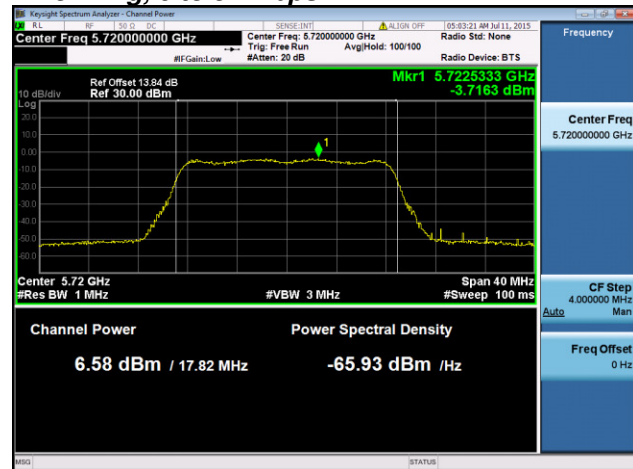 Keysight Spectrum Analyzer - Channel Power
RL RF 50 Ω DC SENSE:INT ALIGN OFF 05:03:21 AM Jul 11, 2015
Center Freq 5.720000000 GHz
#IFGain:Low
Center Freq: 5.720000000 GHz
Trig: Free Run Avg|Hold: 100/100
#Atten: 20 dB
Radio Std: None
Radio Device: BTS
Frequency
Ref Offset 13.84 dB
10 dB/div Ref 30.00 dBm
Log
Mkr1 5.7225333 GHz
-3.7163 dBm
20.0
10.0
0.00
1
-10.0
-20.0
-30.0
-40.0
-50.0
-60.0
Center 5.72 GHz Span 40 MHz
#Res BW 1 MHz #VBW 3 MHz #Sweep 100 ms
Channel Power Power Spectral Density
6.58 dBm / 17.82 MHz -65.93 dBm /Hz
Center Freq
5.720000000 GHz
CF Step
4.000000 MHz
Auto Man
Freq Offset
0 Hz
MSG STATUS